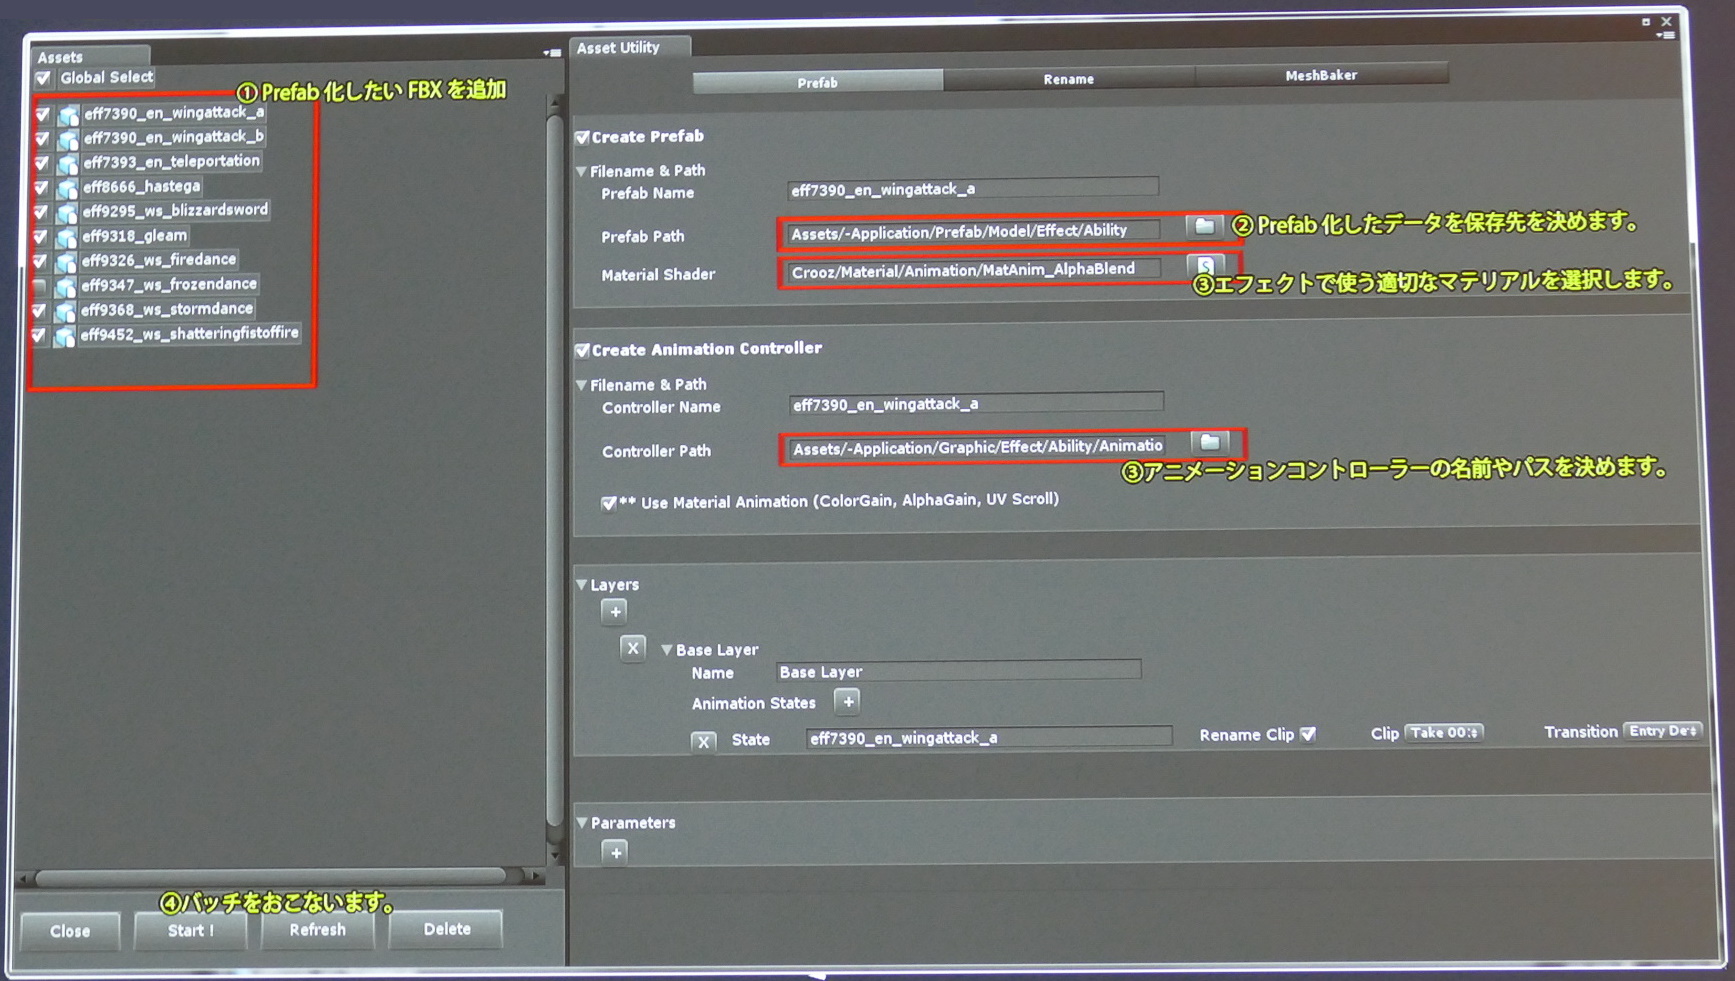 Assets
Global Select
①Prefab 化したい FBX を追加
eff7390_en_wingattack_a
eff7390_en_wingattack_b
eff7393_en_teleportation
eff8666_hastega
eff9295_ws_blizzardsword
eff9318_gleam
eff9326_ws_firedance
eff9347_ws_frozendance
eff9368_ws_stormdance
eff9452_ws_shatteringfistoffire
④バッチをおこないます。
Close Start ! Refresh Delete
Asset Utility
Prefab Rename MeshBaker
Create Prefab
Filename & Path
Prefab Name eff7390_en_wingattack_a
Prefab Path Assets/-Application/Prefab/Model/Effect/Ability
②Prefab 化したデータを保存先を決めます。
Material Shader Crooz/Material/Animation/MatAnim_AlphaBlend S
③エフェクトで使う適切なマテリアルを選択します。
Create Animation Controller
Filename & Path
Controller Name eff7390_en_wingattack_a
Controller Path Assets/-Application/Graphic/Effect/Ability/Animatio
③アニメーションコントローラーの名前やパスを決めます。
** Use Material Animation (ColorGain, AlphaGain, UV Scroll)
Layers
+
X Base Layer
Name Base Layer
Animation States +
X State eff7390_en_wingattack_a Rename Clip Clip Take 00 Transition Entry De
Parameters
+